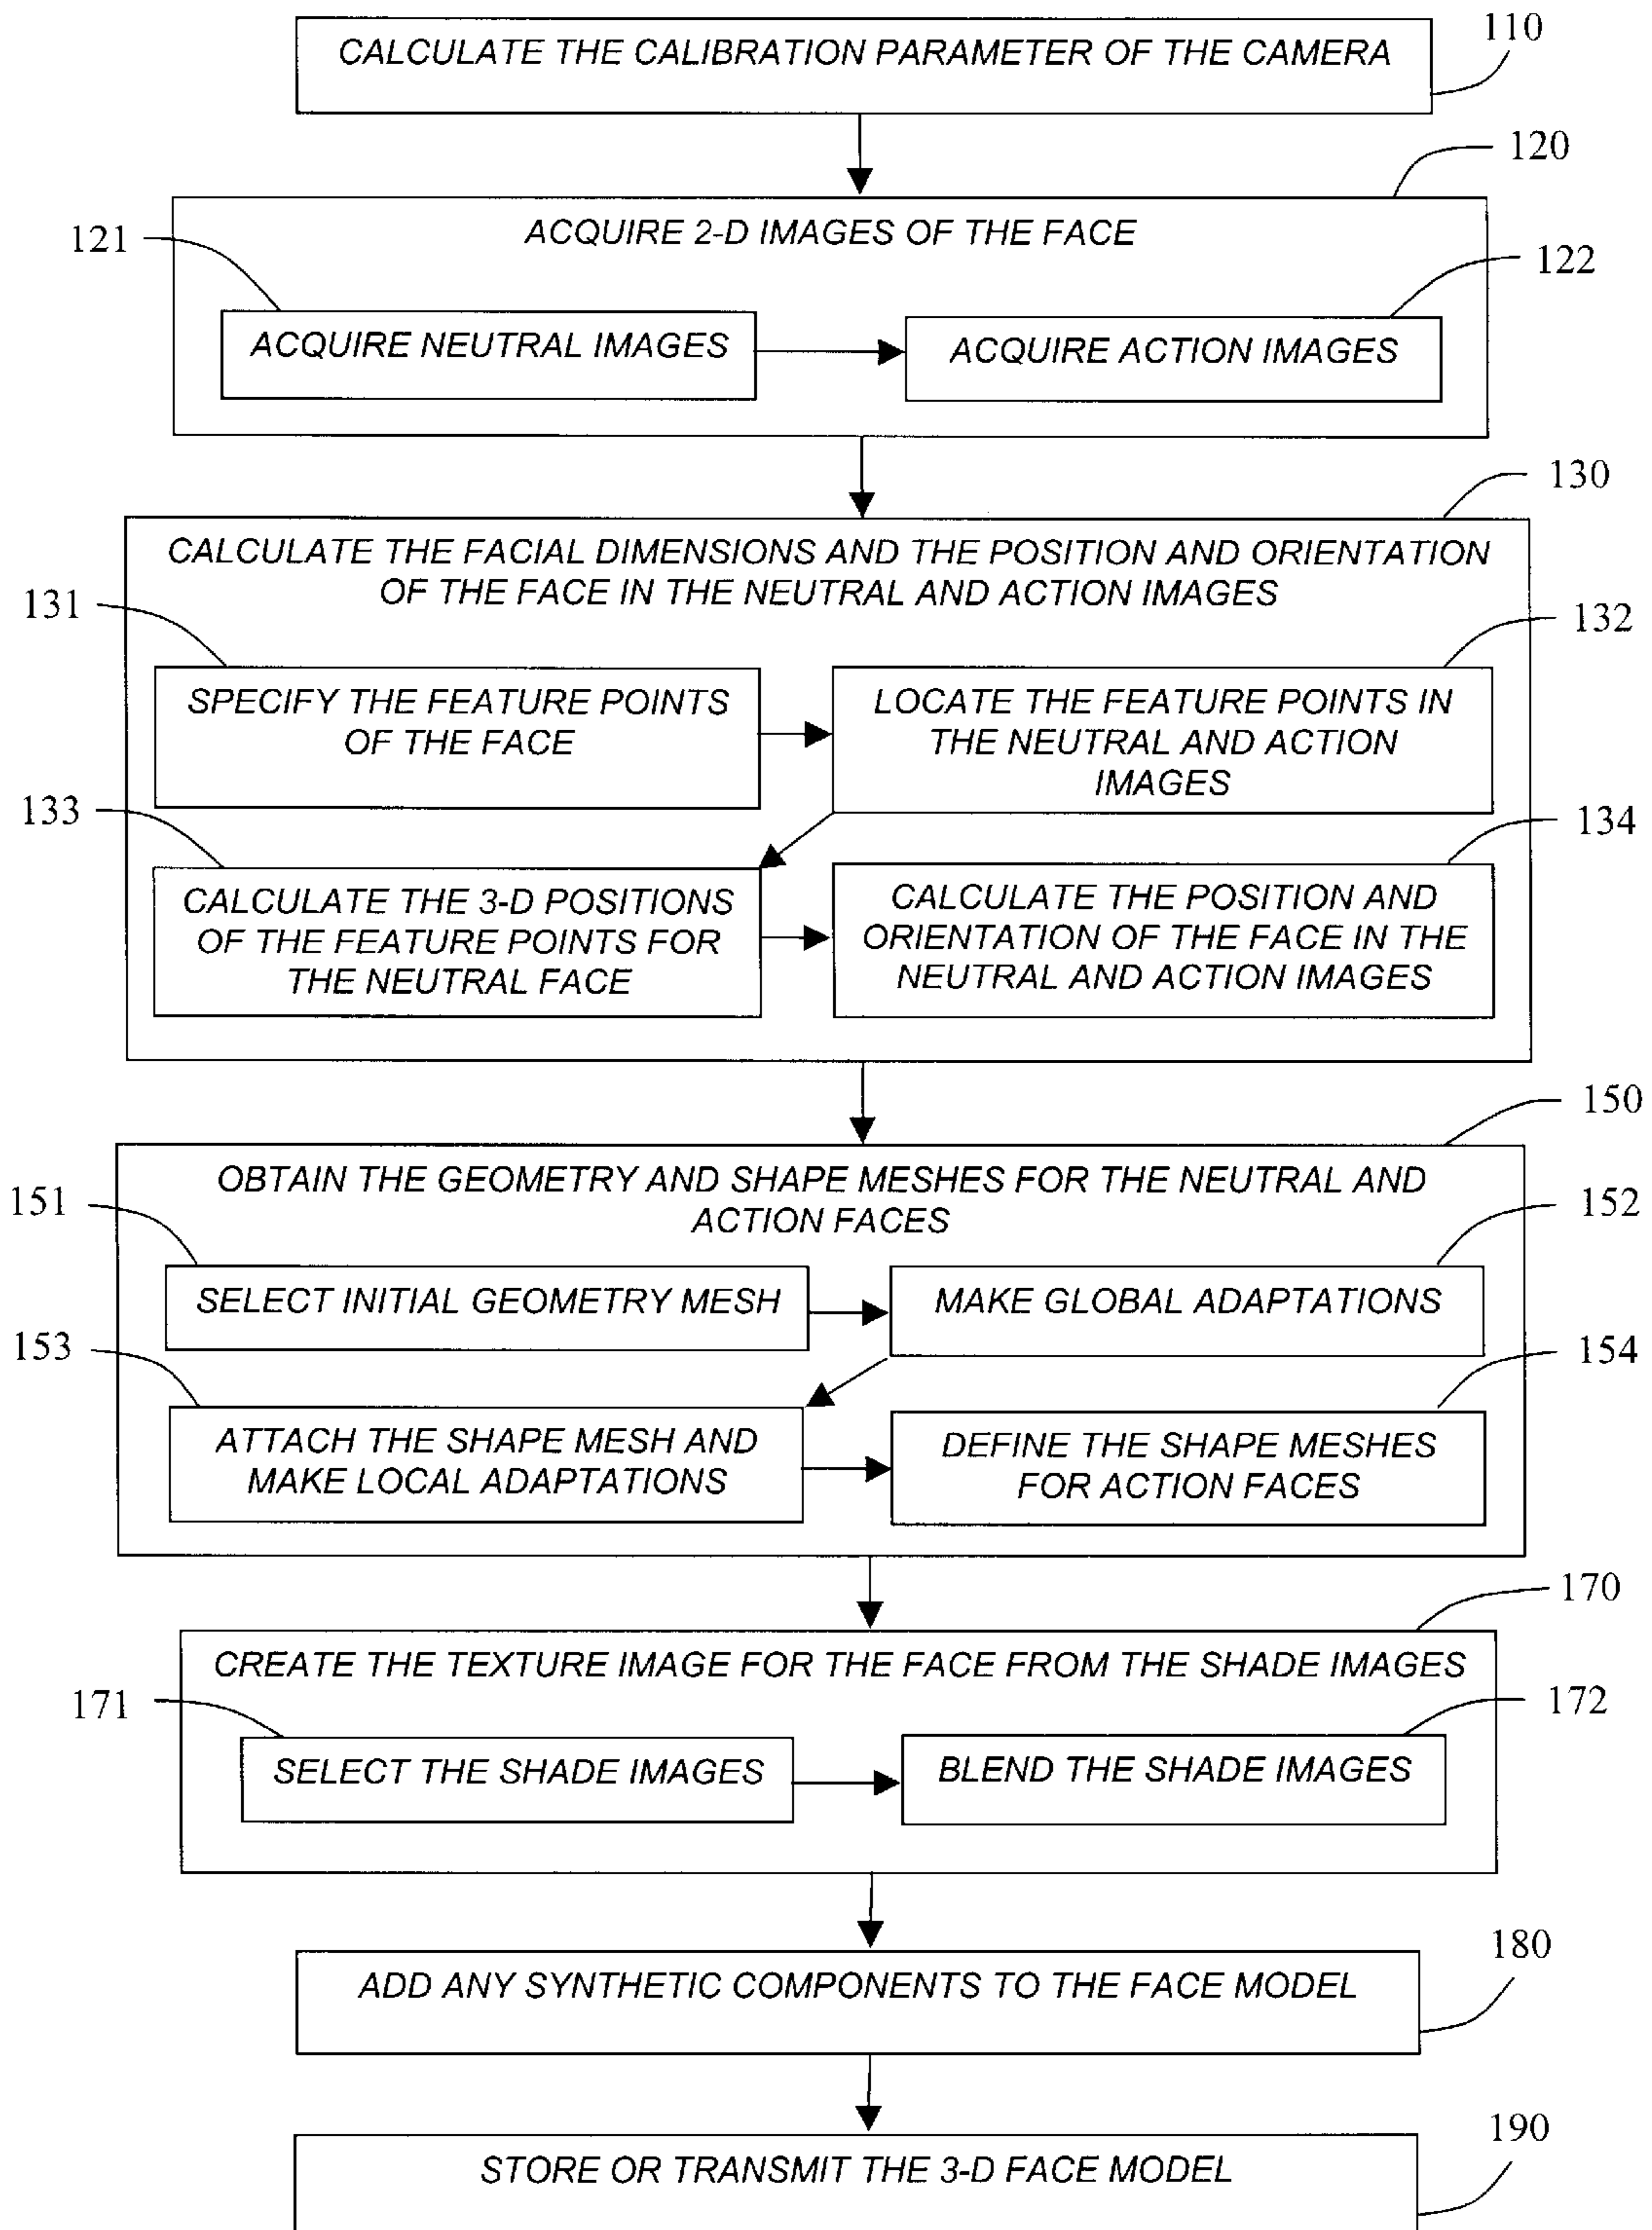 CALCULATE THE CALIBRATION PARAMETER OF THE CAMERA
110
120
ACQUIRE 2-D IMAGES OF THE FACE
121
122
ACQUIRE NEUTRAL IMAGES
ACQUIRE ACTION IMAGES
130
CALCULATE THE FACIAL DIMENSIONS AND THE POSITION AND ORIENTATION
OF THE FACE IN THE NEUTRAL AND ACTION IMAGES
131
132
SPECIFY THE FEATURE POINTS
OF THE FACE
LOCATE THE FEATURE POINTS IN
THE NEUTRAL AND ACTION
IMAGES
133
134
CALCULATE THE 3-D POSITIONS
OF THE FEATURE POINTS FOR
THE NEUTRAL FACE
CALCULATE THE POSITION AND
ORIENTATION OF THE FACE IN THE
NEUTRAL AND ACTION IMAGES
150
OBTAIN THE GEOMETRY AND SHAPE MESHES FOR THE NEUTRAL AND
ACTION FACES
151
152
SELECT INITIAL GEOMETRY MESH
MAKE GLOBAL ADAPTATIONS
153
154
ATTACH THE SHAPE MESH AND
MAKE LOCAL ADAPTATIONS
DEFINE THE SHAPE MESHES
FOR ACTION FACES
170
CREATE THE TEXTURE IMAGE FOR THE FACE FROM THE SHADE IMAGES
171
172
SELECT THE SHADE IMAGES
BLEND THE SHADE IMAGES
180
ADD ANY SYNTHETIC COMPONENTS TO THE FACE MODEL
190
STORE OR TRANSMIT THE 3-D FACE MODEL